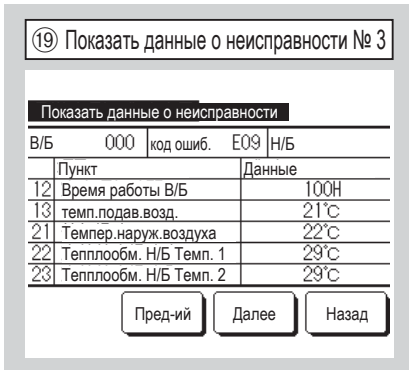 ⑲ Показать данные о неисправности № 3
Показать данные о неисправности
В/Б 000 код ошиб. E09 Н/Б
Пункт Данные
12 Время работы В/Б 100H
13 темп.подав.возд. 21°C
21 Темпер.наруж.воздуха 22°C
22 Тепплообм. Н/Б Темп. 1 29°C
23 Тепплообм. Н/Б Темп. 2 29°C
Пред-ий Далее Назад